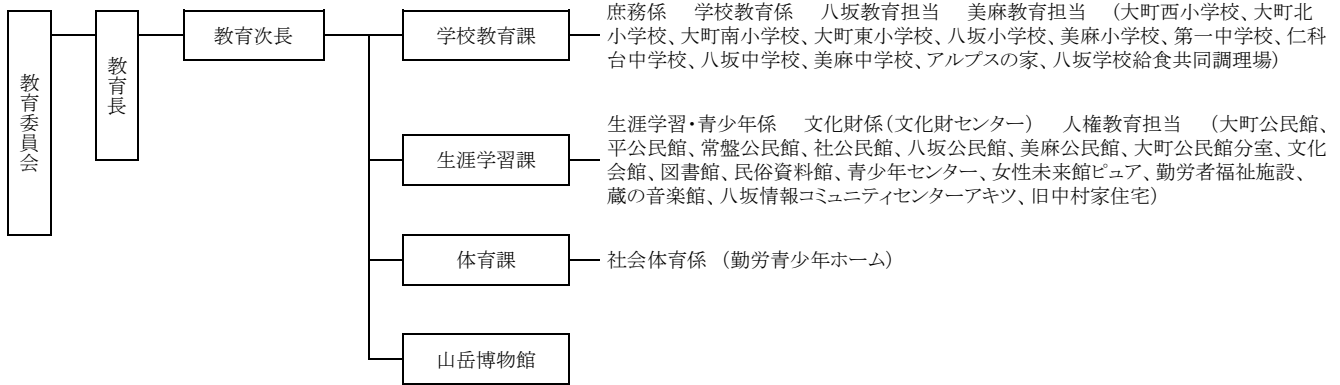 教育委員会
教育長
教育次長
学校教育課
庶務係　学校教育係　八坂教育担当　美麻教育担当　（大町西小学校、大町北
小学校、大町南小学校、大町東小学校、八坂小学校、美麻小学校、第一中学校、仁科
台中学校、八坂中学校、美麻中学校、アルプスの家、八坂学校給食共同調理場）
生涯学習課
生涯学習・青少年係　文化財係（文化財センター）　人権教育担当　（大町公民館、
平公民館、常盤公民館、社公民館、八坂公民館、美麻公民館、大町公民館分室、文化
会館、図書館、民俗資料館、青少年センター、女性未来館ピュア、勤労者福祉施設、
蔵の音楽館、八坂情報コミュニティセンターアキツ、旧中村家住宅）
体育課
社会体育係　（勤労青少年ホーム）
山岳博物館